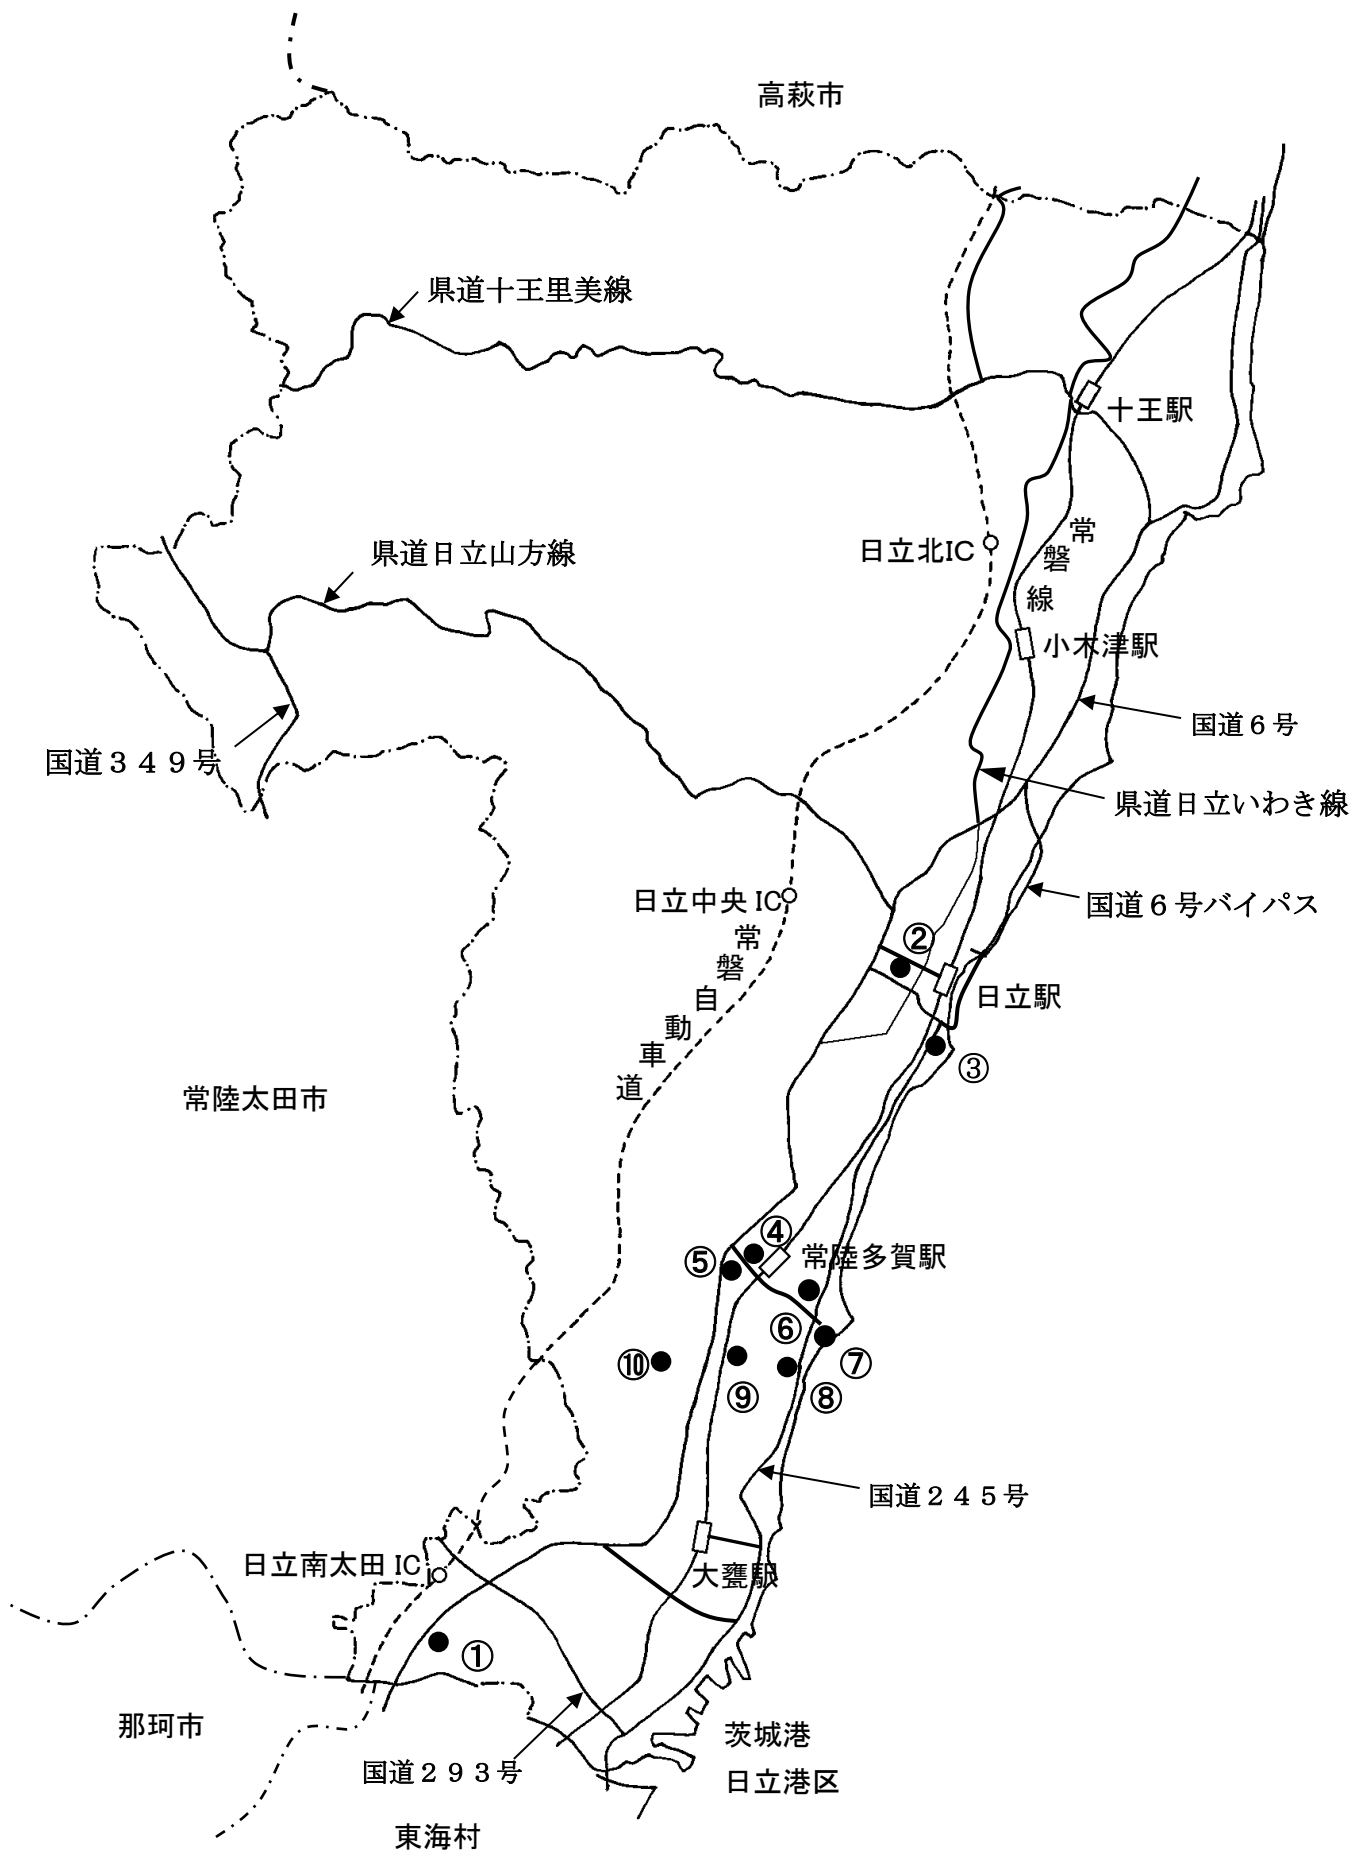 高萩市
県道十王里美線
十王駅
日立北IC
常磐線
県道日立山方線
小木津駅
国道６号
国道３４９号
県道日立いわき線
日立中央 IC
国道６号バイパス
常磐自動車道
②
日立駅
③
常陸太田市
④
常陸多賀駅
⑤
⑥
⑦
⑩
⑨
⑧
国道２４５号
日立南太田 IC
大甕駅
①
那珂市
茨城港
日立港区
国道２９３号
東海村